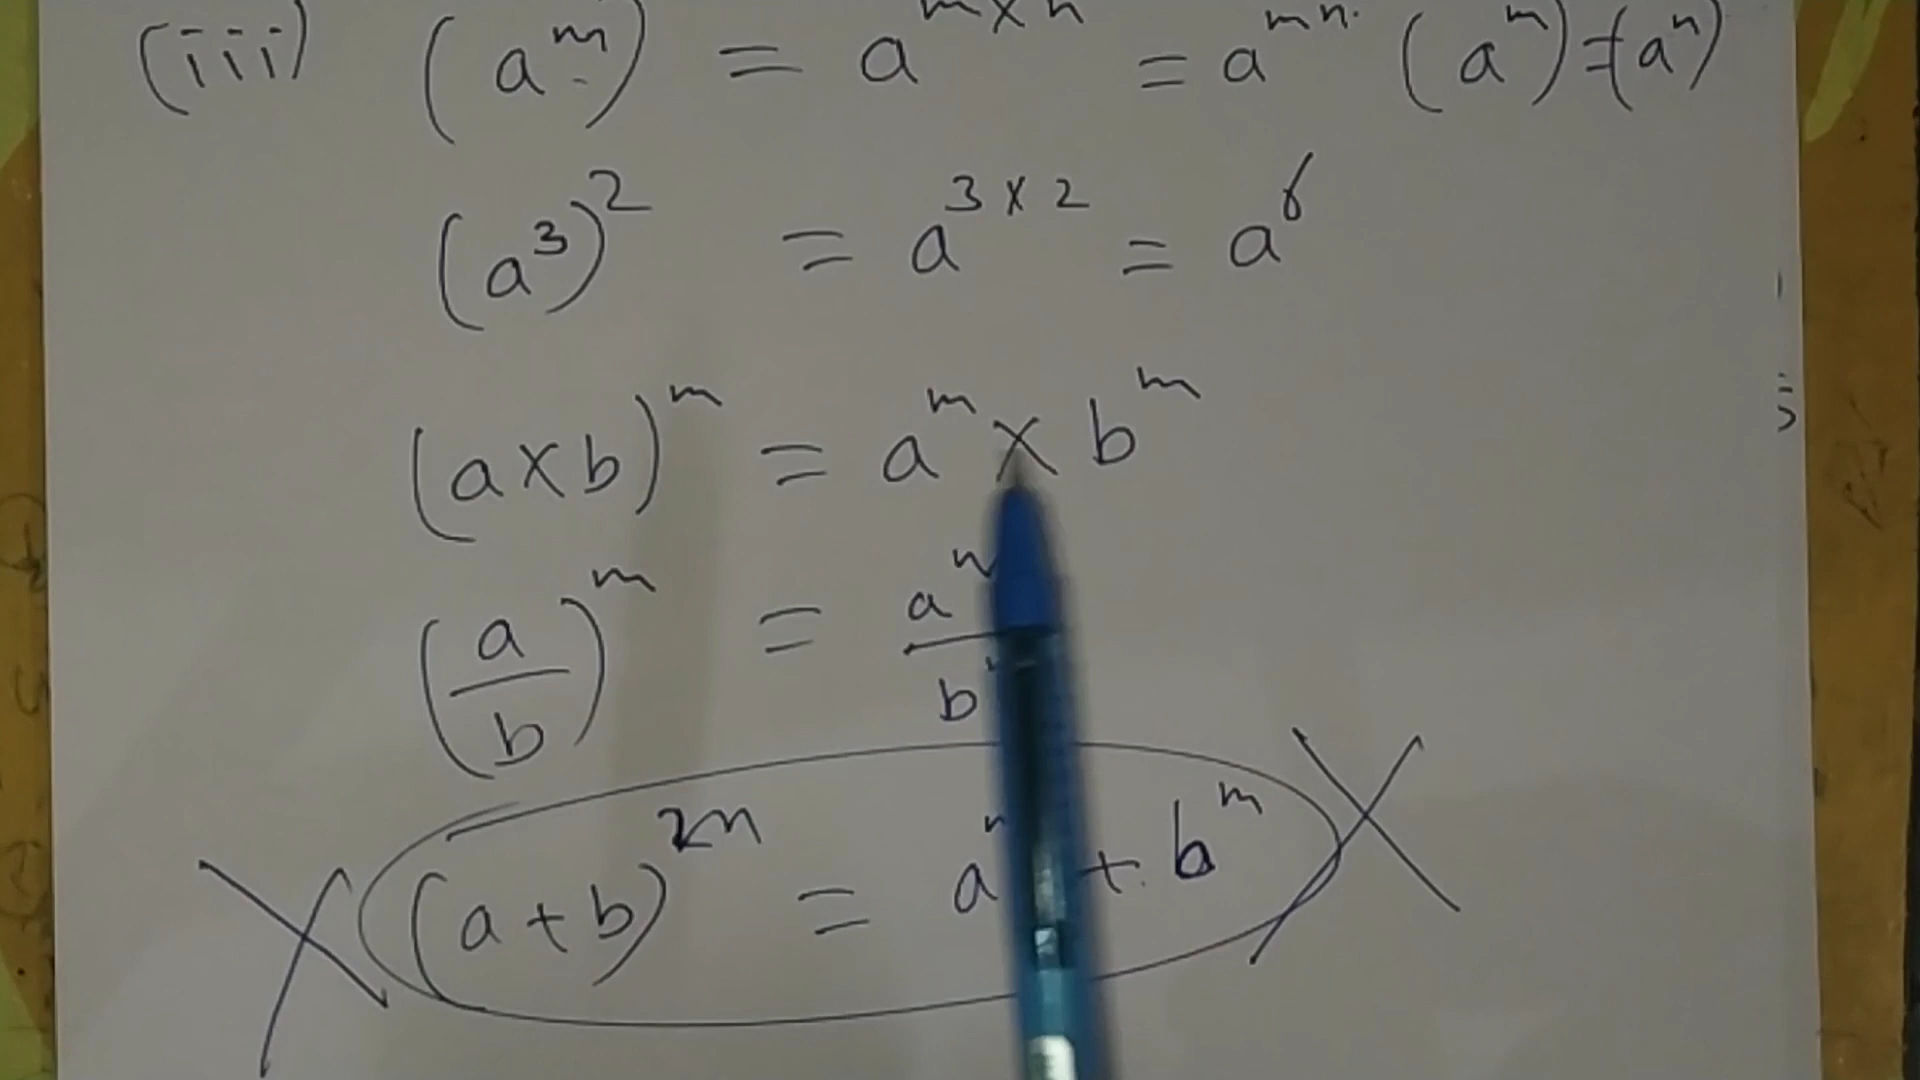 (iii) (a^m) = a^{m×n} = a^{mn} (a^m) = (a^n)
(a^3)^2 = a^{3×2} = a^6
(a×b)^m = a^m × b^m
(a/b)^m = a / b
(a+b)^m = a + b^m